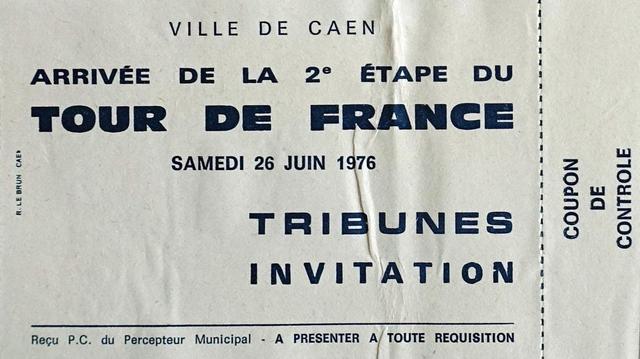 VILLE DE CAEN
ARRIVÉE DE LA 2e ÉTAPE DU
TOUR DE FRANCE
SAMEDI 26 JUIN 1976
TRIBUNES
INVITATION
Reçu P.C. du Percepteur Municipal - A PRESENTER A TOUTE REQUISITION
R. LE BRUN CAEN
COUPON
DE
CONTROLE